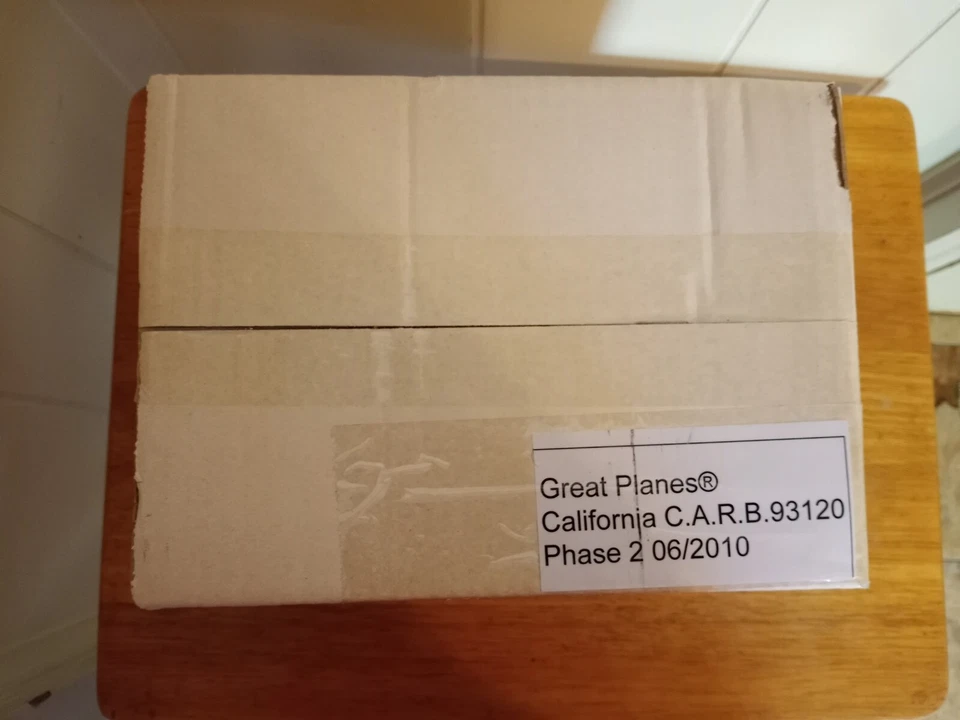 Great Planes®
California C.A.R.B.93120
Phase 2 06/2010